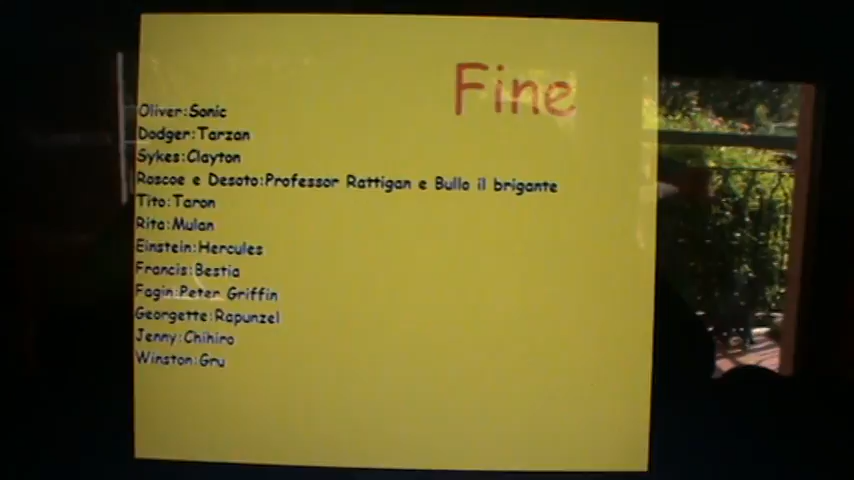 Fine
Oliver:Sonic
Dodger:Tarzan
Sykes:Clayton
Roscoe e Desoto:Professor Rattigan e Bullo il brigante
Tito:Taron
Rita:Mulan
Einstein:Hercules
Francis:Bestia
Fagin:Peter Griffin
Georgette:Rapunzel
Jenny:Chihiro
Winston:Gru